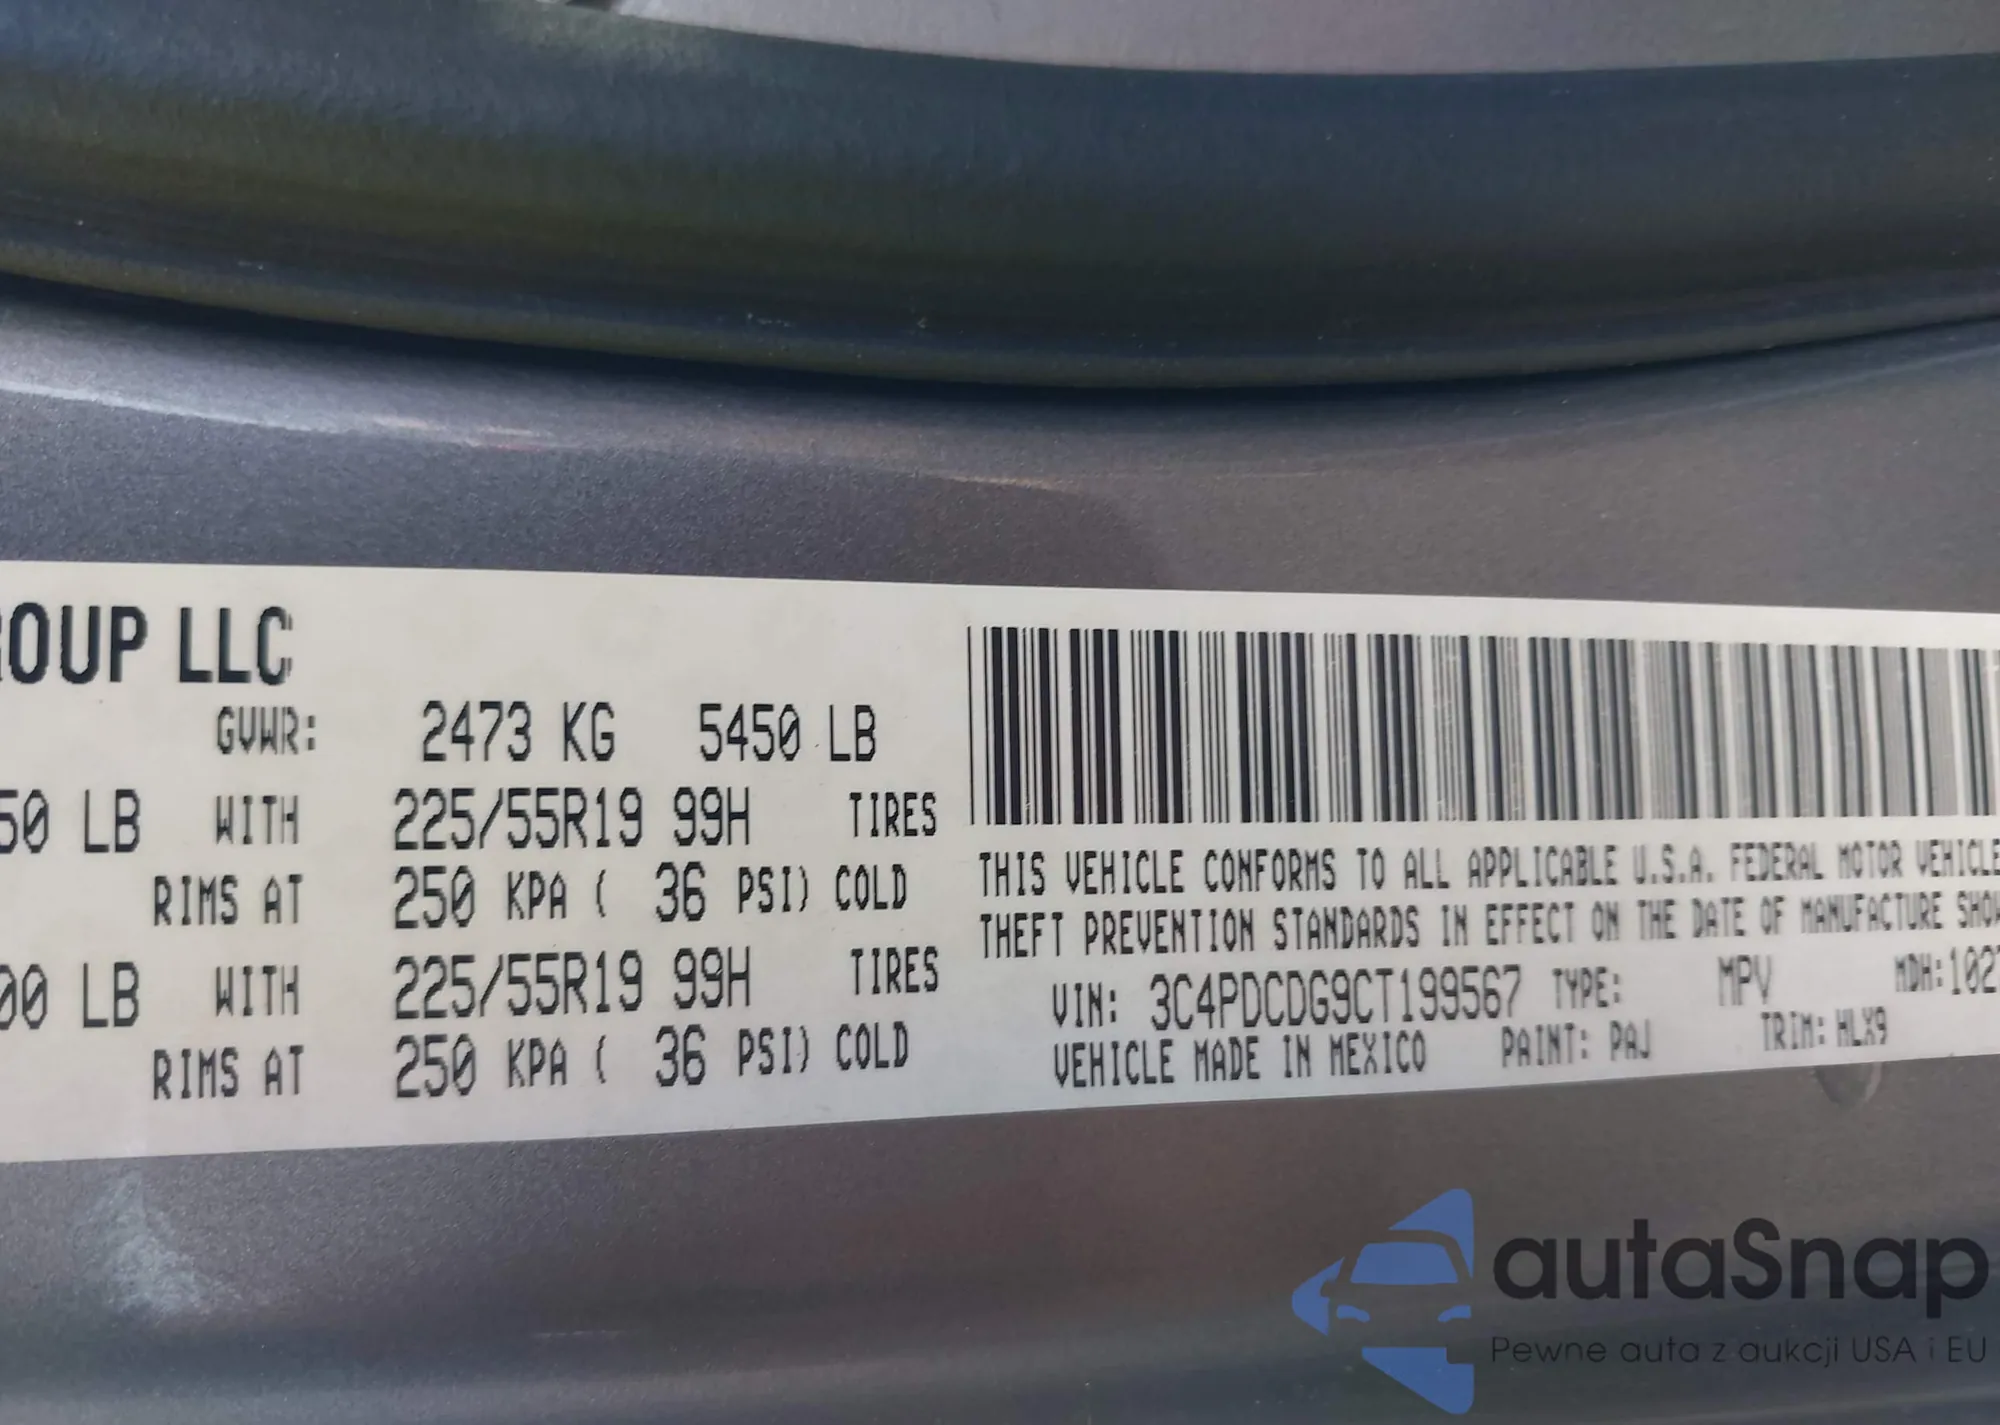 ROUP LLC
GVWR: 2473 KG 5450 LB
50 LB WITH 225/55R19 99H TIRES
RIMS AT 250 KPA ( 36 PSI) COLD
00 LB WITH 225/55R19 99H TIRES
RIMS AT 250 KPA ( 36 PSI) COLD
THIS VEHICLE CONFORMS TO ALL APPLICABLE U.S.A. FEDERAL MOTOR VEHICLE
THEFT PREVENTION STANDARDS IN EFFECT ON THE DATE OF MANUFACTURE SHOW
VIN: 3C4PDCDG9CT199567 TYPE: MPV MDH:1027
VEHICLE MADE IN MEXICO PAINT: PAJ TRIM: HLX9
autaSnap
Pewne auta z aukcji USA i EU